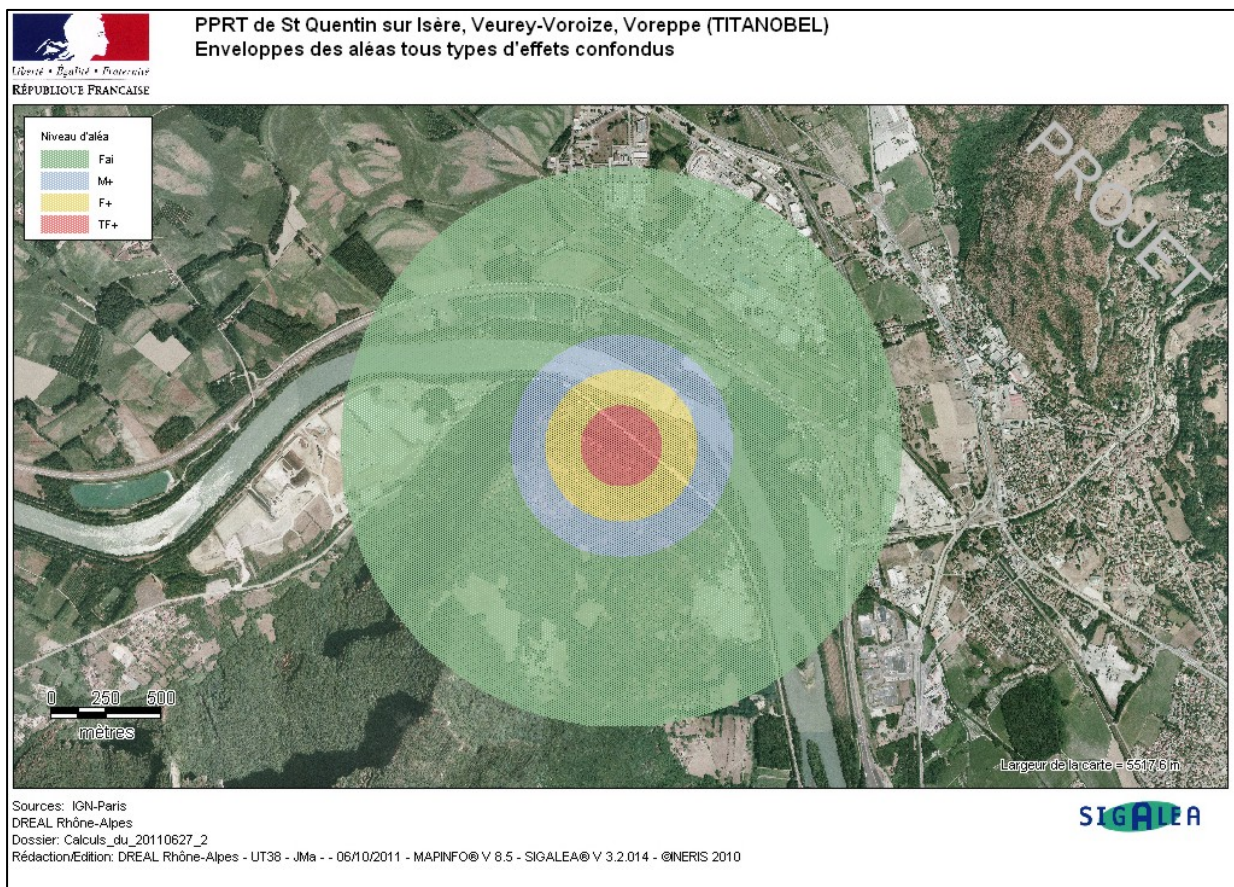 PPRT de St Quentin sur Isère, Veurey-Voroize, Voreppe (TITANOBEL)
Enveloppes des aléas tous types d'effets confondus
Liberté • Égalité • Fraternité
RÉPUBLIQUE FRANÇAISE
Niveau d'aléa
Fai
M+
F+
TF+
PROJET
0 250 500
mètres
Largeur de la carte = 5517,6 m
Sources: IGN-Paris
DREAL Rhône-Alpes
Dossier: Calculs_du_20110627_2
Rédaction/Edition: DREAL Rhône-Alpes - UT38 - JMa - - 06/10/2011 - MAPINFO® V 8.5 - SIGALEA® V 3.2.014 - ©INERIS 2010
SIGALEA